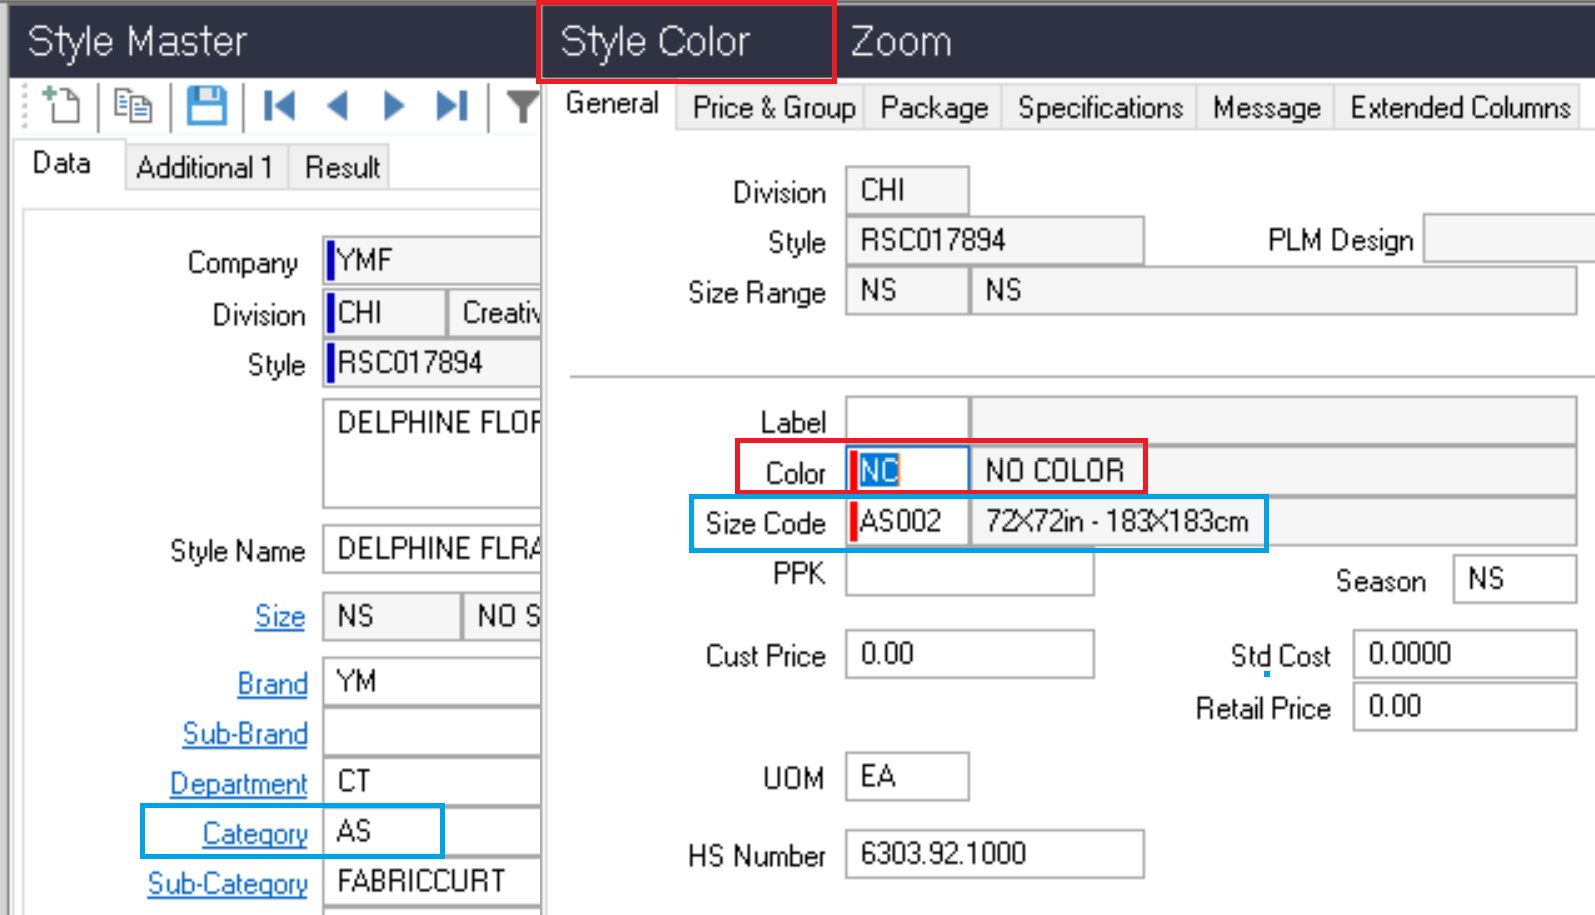 Style Master
Data Additional 1 Result
Company YMF
Division CHI Creativ
Style RSC017894
DELPHINE FLOR
Style Name DELPHINE FLRA
Size NS NO S
Brand YM
Sub-Brand
Department CT
Category AS
Sub-Category FABRICCURT
Style Color Zoom
General Price & Group Package Specifications Message Extended Columns
Division CHI
Style RSC017894 PLM Design
Size Range NS NS
Label
Color NC NO COLOR
Size Code AS002 72X72in - 183X183cm
PPK Season NS
Cust Price 0.00 Std Cost 0.0000
Retail Price 0.00
UOM EA
HS Number 6303.92.1000